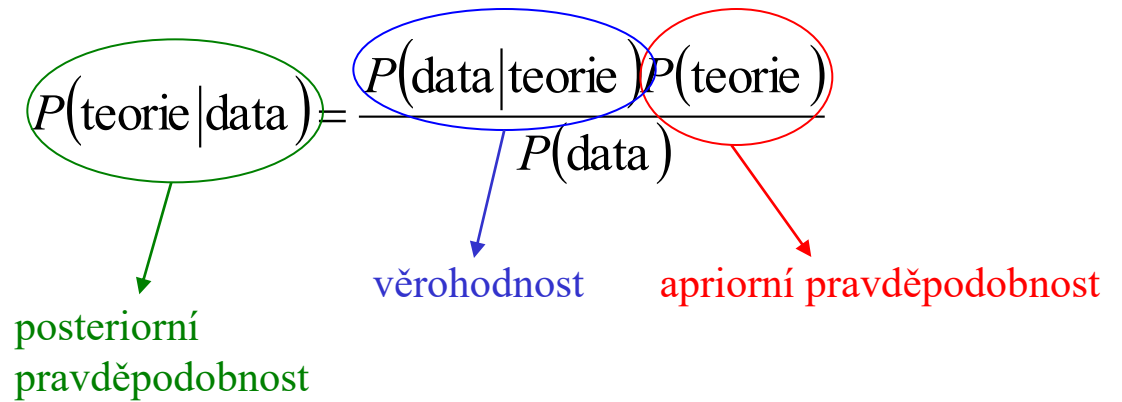 P(data|teorie)P(teorie)
P(teorie|data)=
P(data)
věrohodnost
apriorní pravděpodobnost
posteriorní
pravděpodobnost